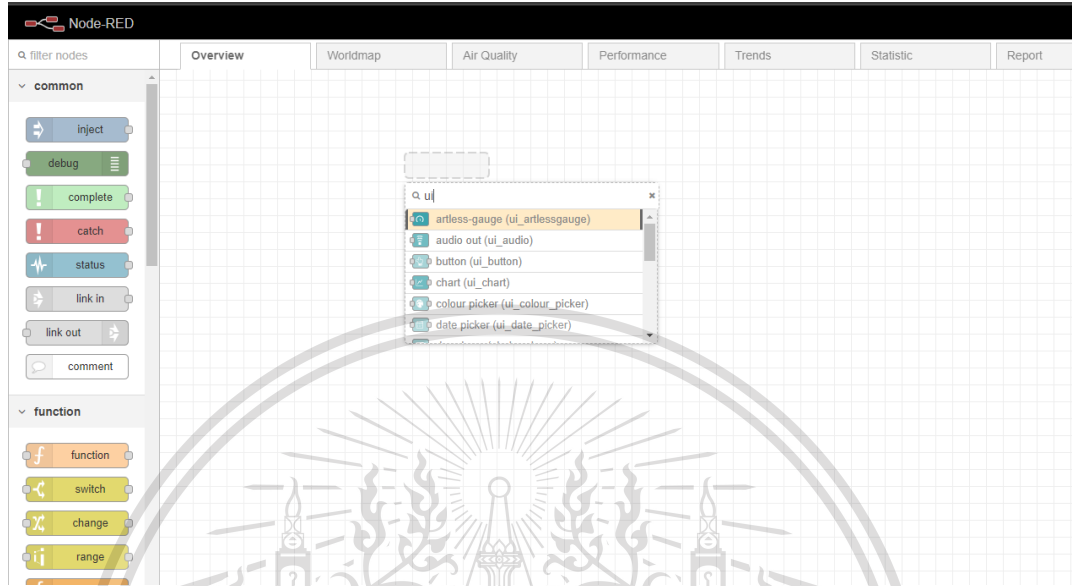 Node-RED
filter nodes
Overview
Worldmap
Air Quality
Performance
Trends
Statistic
Report
common
inject
debug
complete
catch
status
link in
link out
comment
function
function
switch
change
range
ui
artless-gauge (ui_artlessgauge)
audio out (ui_audio)
button (ui_button)
chart (ui_chart)
colour picker (ui_colour_picker)
date picker (ui_date_picker)